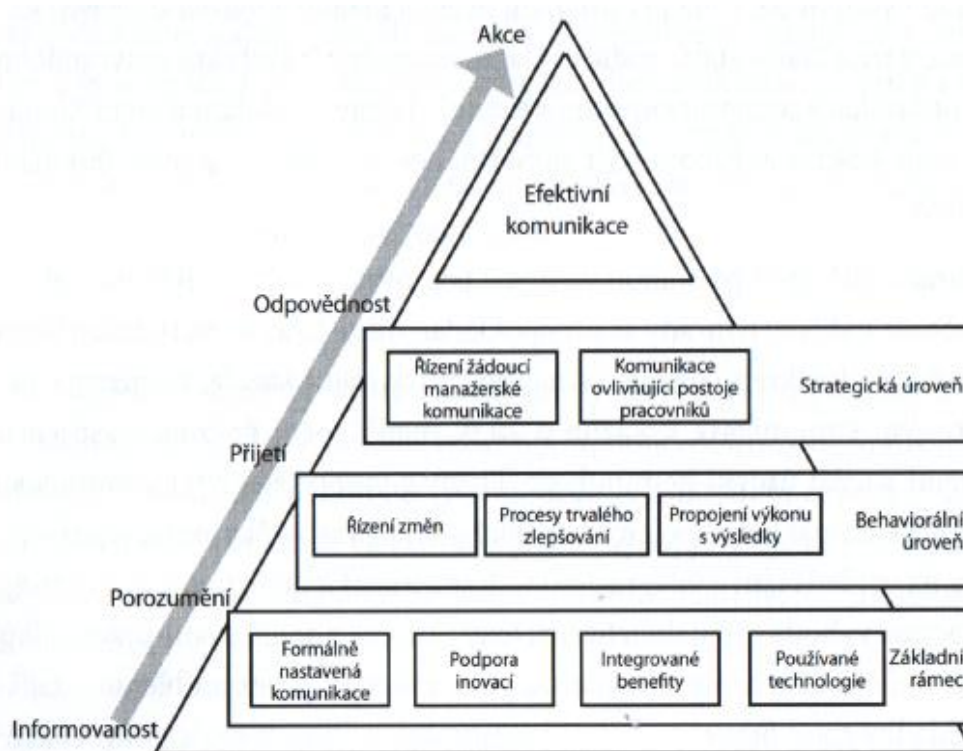 Akce
Efektivní
komunikace
Odpovědnost
Řízení žádoucí
manažerské
komunikace
Komunikace
ovlivňující postoje
pracovníků
Strategická úroveň
Přijetí
Řízení změn
Procesy trvalého
zlepšování
Propojení výkonu
s výsledky
Behaviorální
úroveň
Porozumění
Formálně
nastavená
komunikace
Podpora
inovací
Integrované
benefity
Používané
technologie
Základní
rámec
Informovanost